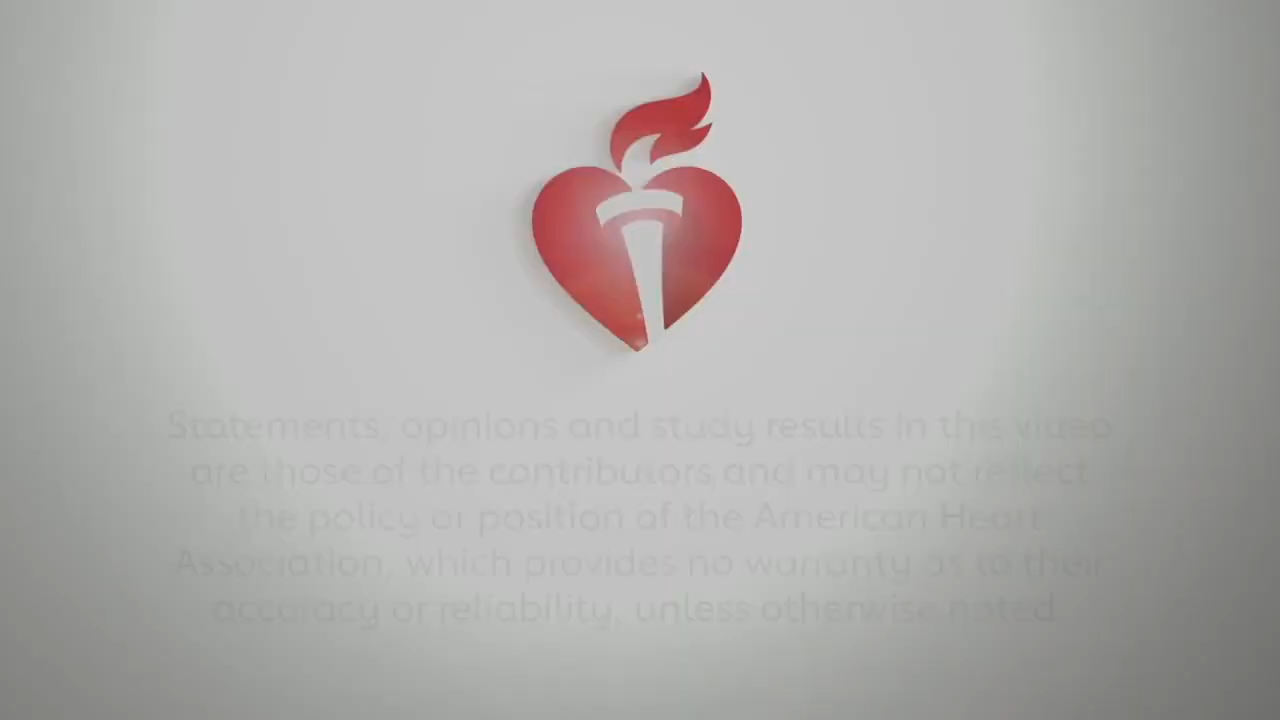 Statements, opinions and study results in this video
are those of the contributors and may not reflect
the policy or position of the American Heart
Association, which provides no warranty as to their
accuracy or reliability, unless otherwise noted